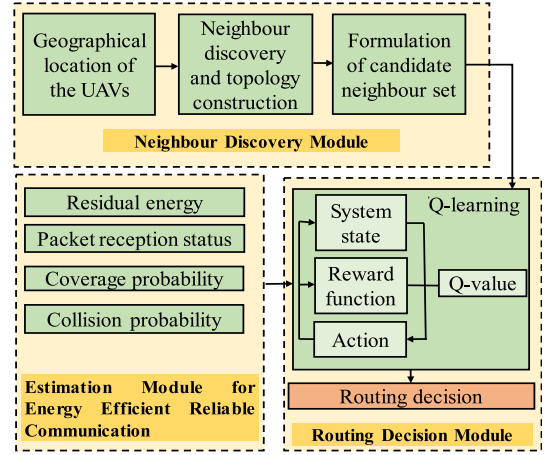 Geographical
location of
the UAVs
Neighbour
discovery
and topology
construction
Formulation
of candidate
neighbour set
Neighbour Discovery Module
Residual energy
Packet reception status
Coverage probability
Collision probability
Estimation Module for
Energy Efficient Reliable
Communication
Q-learning
System
state
Reward
function
Action
Q-value
Routing decision
Routing Decision Module